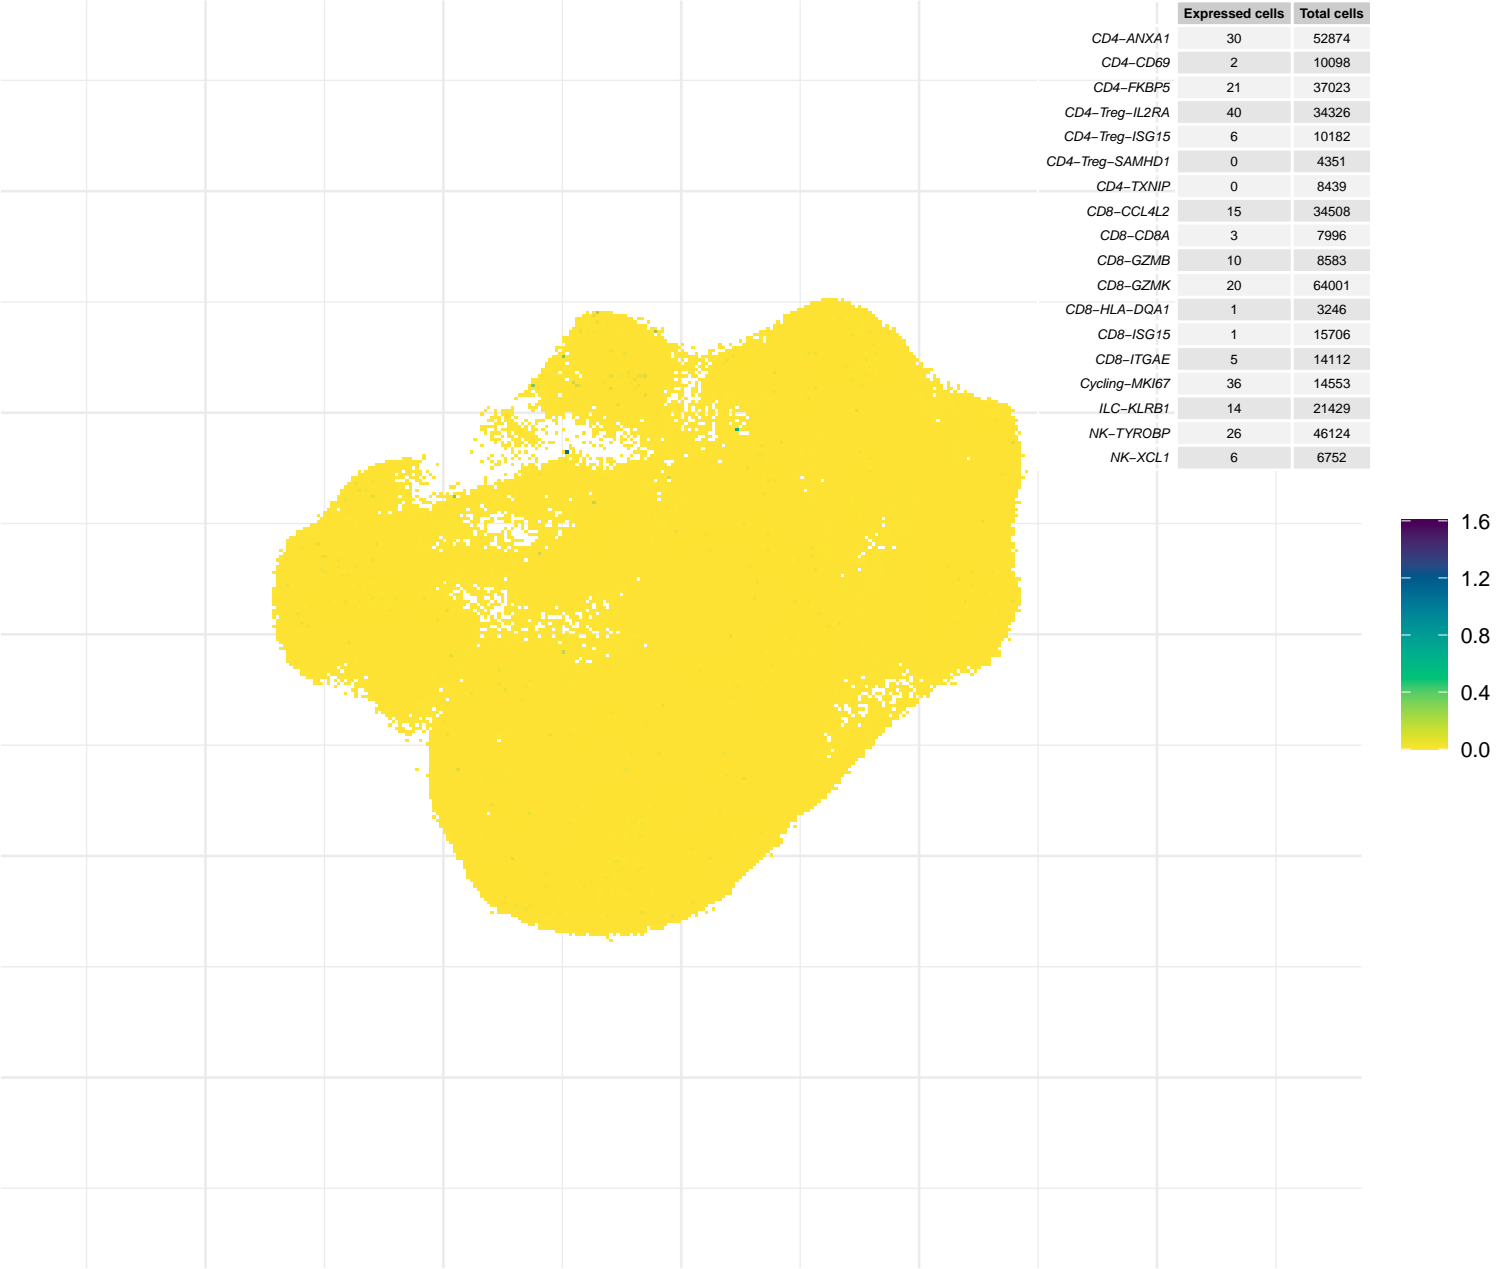 Expressed cells Total cells
CD4−ANXA1 30 52874
CD4−CD69 2 10098
CD4−FKBP5 21 37023
CD4−Treg−IL2RA 40 34326
CD4−Treg−ISG15 6 10182
CD4−Treg−SAMHD1 0 4351
CD4−TXNIP 0 8439
CD8−CCL4L2 15 34508
CD8−CD8A 3 7996
CD8−GZMB 10 8583
CD8−GZMK 20 64001
CD8−HLA−DQA1 1 3246
CD8−ISG15 1 15706
CD8−ITGAE 5 14112
Cycling−MKI67 36 14553
ILC−KLRB1 14 21429
NK−TYROBP 26 46124
NK−XCL1 6 6752
1.6
1.2
0.8
0.4
0.0